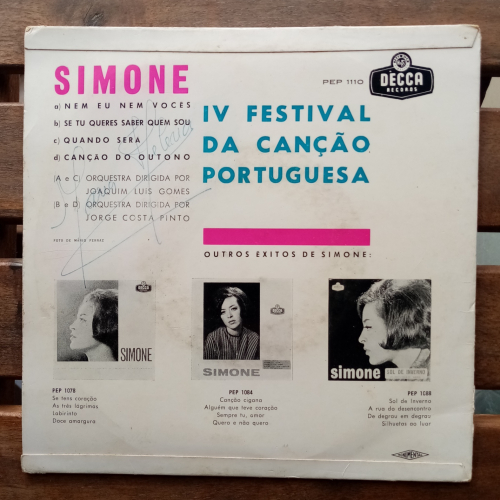 SIMONE
PEP 1110
DECCA
RECORDS
a) NEM EU NEM VOCES
b) SE TU QUERES SABER QUEM SOU
c) QUANDO SERA
d) CANÇÃO DO OUTONO
(A e C) ORQUESTRA DIRIGIDA POR
JOAQUIM LUIS GOMES
(B e D) ORQUESTRA DIRIGIDA POR
JORGE COSTA PINTO
IV FESTIVAL
DA CANÇÃO
PORTUGUESA
OUTROS EXITOS DE SIMONE:
SIMONE
SIMONE
simone
SOL DE INVERNO
PEP 1078
Se tens coração
As três lágrimas
Labirinto
Doce amargura
PEP 1084
Canção cigana
Alguém que teve coração
Sempre tu, amor
Quero e não quero
PEP 1088
Sol de Inverno
A rua do desencontro
De degrau em degrau
Silhuetas ao luar